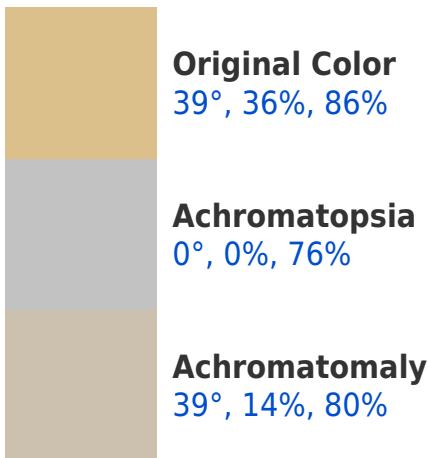 Original Color
39°, 36%, 86%
Achromatopsia
0°, 0%, 76%
Achromatomaly
39°, 14%, 80%